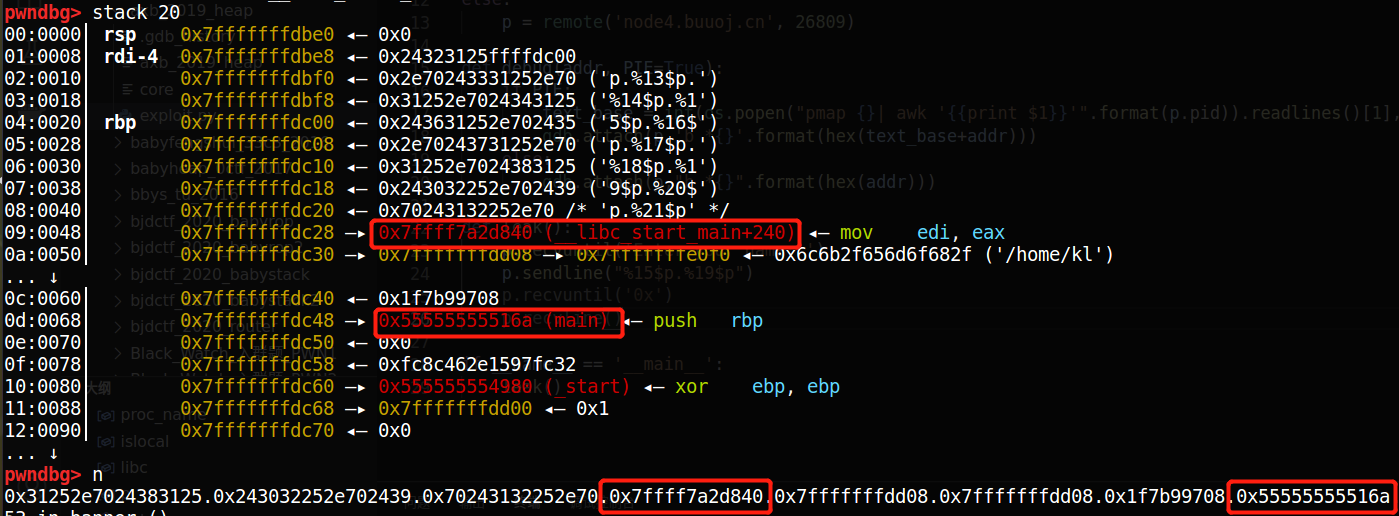 pwndbg> stack 20
00:0000│ rsp 0x7fffffffdbe0 ◂— 0x0
01:0008│ rdi-4 0x7fffffffdbe8 ◂— 0x24323125ffffdc00
02:0010│ 0x7fffffffdbf0 ◂— 0x2e70243331252e70 ('p.%13$p.')
03:0018│ 0x7fffffffdbf8 ◂— 0x31252e7024343125 ('%14$p.%1')
04:0020│ rbp 0x7fffffffdc00 ◂— 0x243631252e702435 ('5$p.%16$')
05:0028│ 0x7fffffffdc08 ◂— 0x2e70243731252e70 ('p.%17$p.')
06:0030│ 0x7fffffffdc10 ◂— 0x31252e7024383125 ('%18$p.%1')
07:0038│ 0x7fffffffdc18 ◂— 0x243032252e702439 ('9$p.%20$')
08:0040│ 0x7fffffffdc20 ◂— 0x70243132252e70 /* 'p.%21$p' */
09:0048│ 0x7fffffffdc28 —▸ 0x7ffff7a2d840 (__libc_start_main+240) ◂— mov edi, eax
0a:0050│ 0x7fffffffdc30 —▸ 0x7fffffffdd08 —▸ 0x7fffffffe0f0 ◂— 0x6c6b2f656d6f682f ('/home/kl')
... ↓
0c:0060│ 0x7fffffffdc40 ◂— 0x1f7b99708
0d:0068│ 0x7fffffffdc48 —▸ 0x55555555516a (main) ◂— push rbp
0e:0070│ 0x7fffffffdc50 ◂— 0x0
0f:0078│ 0x7fffffffdc58 ◂— 0xfc8c462e1597fc32
10:0080│ 0x7fffffffdc60 —▸ 0x555555554980 (_start) ◂— xor ebp, ebp
11:0088│ 0x7fffffffdc68 —▸ 0x7fffffffdd00 ◂— 0x1
12:0090│ 0x7fffffffdc70 ◂— 0x0
... ↓
pwndbg> n
0x31252e7024383125.0x243032252e702439.0x70243132252e70.0x7ffff7a2d840.0x7fffffffdd08.0x7fffffffdd08.0x1f7b99708.0x55555555516a
53 in banner ()